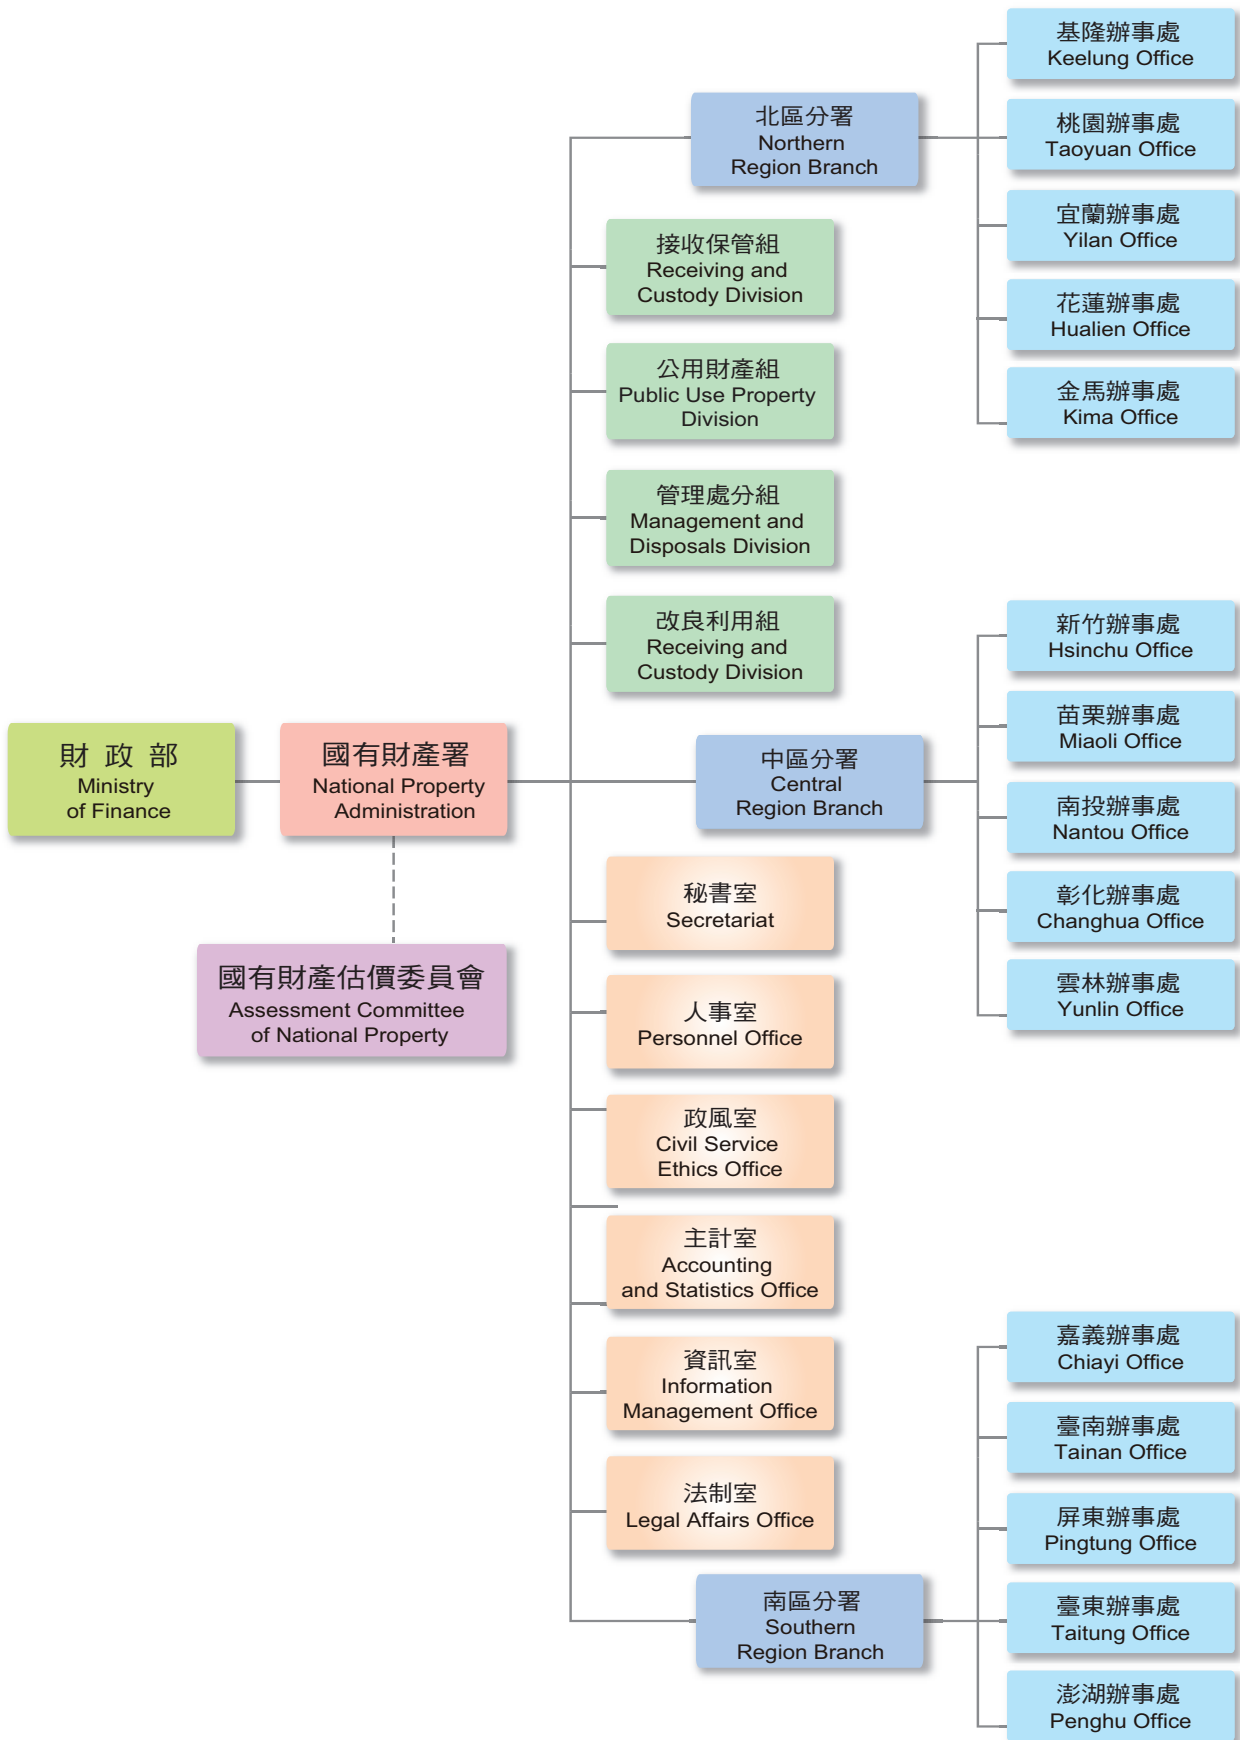 財 政 部
Ministry
of Finance
國有財產署
National Property
Administration
國有財產估價委員會
Assessment Committee
of National Property
北區分署
Northern
Region Branch
基隆辦事處
Keelung Office
桃園辦事處
Taoyuan Office
宜蘭辦事處
Yilan Office
花蓮辦事處
Hualien Office
金馬辦事處
Kima Office
接收保管組
Receiving and
Custody Division
公用財產組
Public Use Property
Division
管理處分組
Management and
Disposals Division
改良利用組
Receiving and
Custody Division
中區分署
Central
Region Branch
新竹辦事處
Hsinchu Office
苗栗辦事處
Miaoli Office
南投辦事處
Nantou Office
彰化辦事處
Changhua Office
雲林辦事處
Yunlin Office
秘書室
Secretariat
人事室
Personnel Office
政風室
Civil Service
Ethics Office
主計室
Accounting
and Statistics Office
資訊室
Information
Management Office
法制室
Legal Affairs Office
南區分署
Southern
Region Branch
嘉義辦事處
Chiayi Office
臺南辦事處
Tainan Office
屏東辦事處
Pingtung Office
臺東辦事處
Taitung Office
澎湖辦事處
Penghu Office